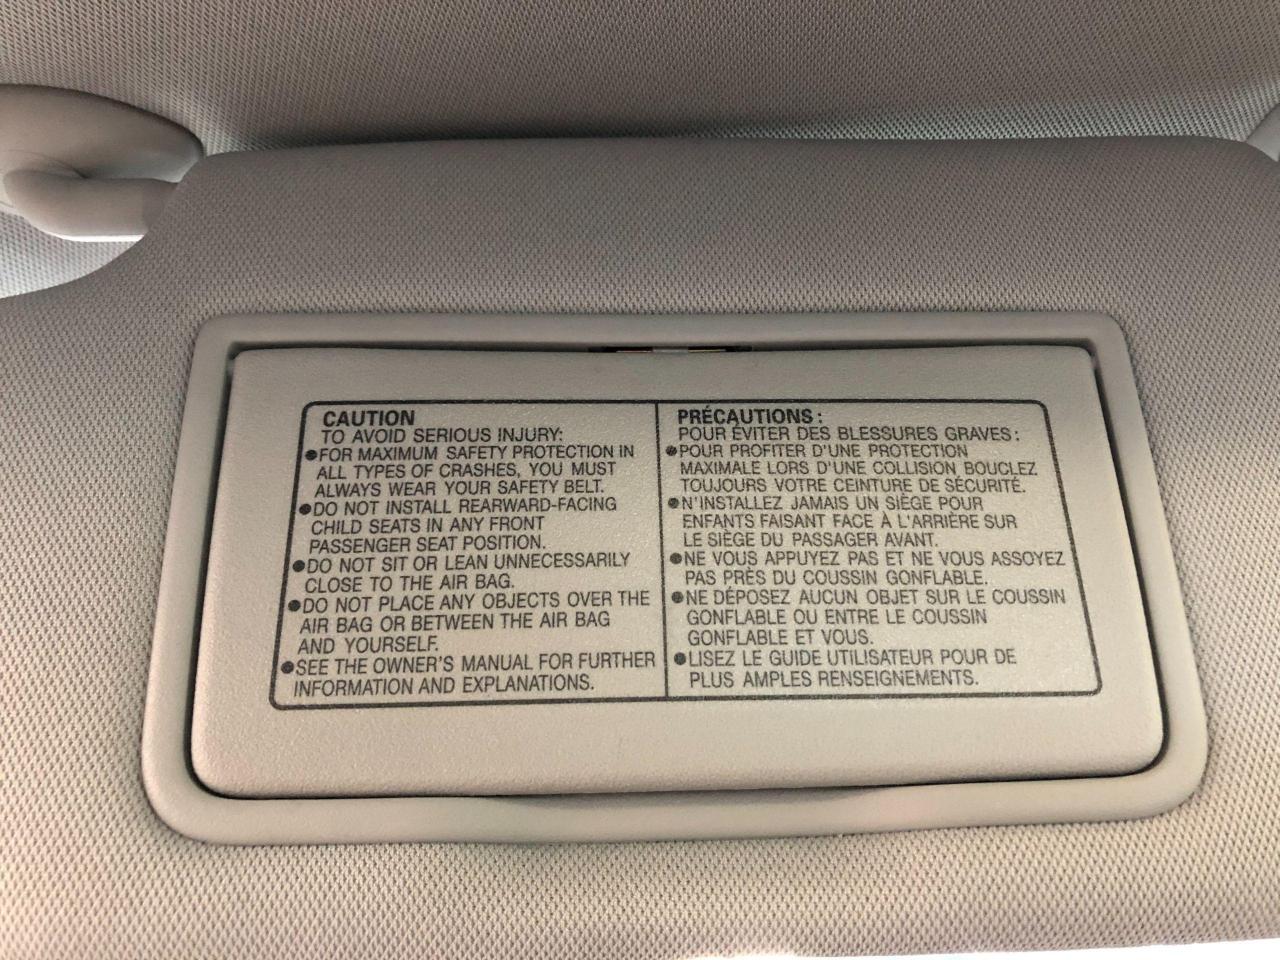 CAUTION
TO AVOID SERIOUS INJURY:
●FOR MAXIMUM SAFETY PROTECTION IN
ALL TYPES OF CRASHES, YOU MUST
ALWAYS WEAR YOUR SAFETY BELT.
●DO NOT INSTALL REARWARD-FACING
CHILD SEATS IN ANY FRONT
PASSENGER SEAT POSITION.
●DO NOT SIT OR LEAN UNNECESSARILY
CLOSE TO THE AIR BAG.
●DO NOT PLACE ANY OBJECTS OVER THE
AIR BAG OR BETWEEN THE AIR BAG
AND YOURSELF.
●SEE THE OWNER'S MANUAL FOR FURTHER
INFORMATION AND EXPLANATIONS.
PRÉCAUTIONS :
POUR ÉVITER DES BLESSURES GRAVES :
●POUR PROFITER D'UNE PROTECTION
MAXIMALE LORS D'UNE COLLISION BOUCLEZ
TOUJOURS VOTRE CEINTURE DE SÉCURITÉ.
●N'INSTALLEZ JAMAIS UN SIÈGE POUR
ENFANTS FAISANT FACE À L'ARRIÈRE SUR
LE SIÈGE DU PASSAGER AVANT.
●NE VOUS APPUYEZ PAS ET NE VOUS ASSOYEZ
PAS PRÈS DU COUSSIN GONFLABLE.
●NE DÉPOSEZ AUCUN OBJET SUR LE COUSSIN
GONFLABLE OU ENTRE LE COUSSIN
GONFLABLE ET VOUS.
●LISEZ LE GUIDE UTILISATEUR POUR DE
PLUS AMPLES RENSEIGNEMENTS.